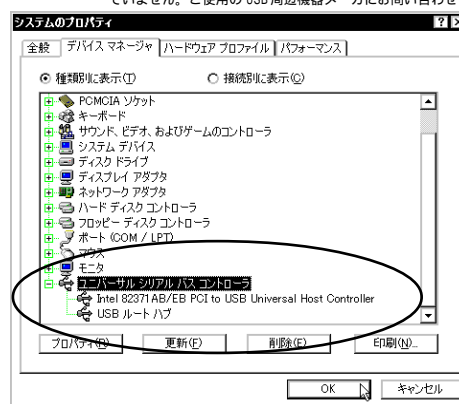 ていません。ご使用の USB 周辺機器メーカにお問い合わせ
システムのプロパティ
全般 デバイス マネージャ ハードウェア プロファイル パフォーマンス
種類別に表示(T) 接続別に表示(C)
PCMCIA ソケット
キーボード
サウンド、ビデオ、およびゲームのコントローラ
システム デバイス
ディスク ドライブ
ディスプレイ アダプタ
ネットワーク アダプタ
ハード ディスク コントローラ
フロッピー ディスク コントローラ
ポート (COM / LPT)
マウス
モニタ
ユニバーサル シリアル バス コントローラ
Intel 82371AB/EB PCI to USB Universal Host Controller
USB ルート ハブ
プロパティ(R) 更新(F) 削除(E) 印刷(N)...
OK キャンセル